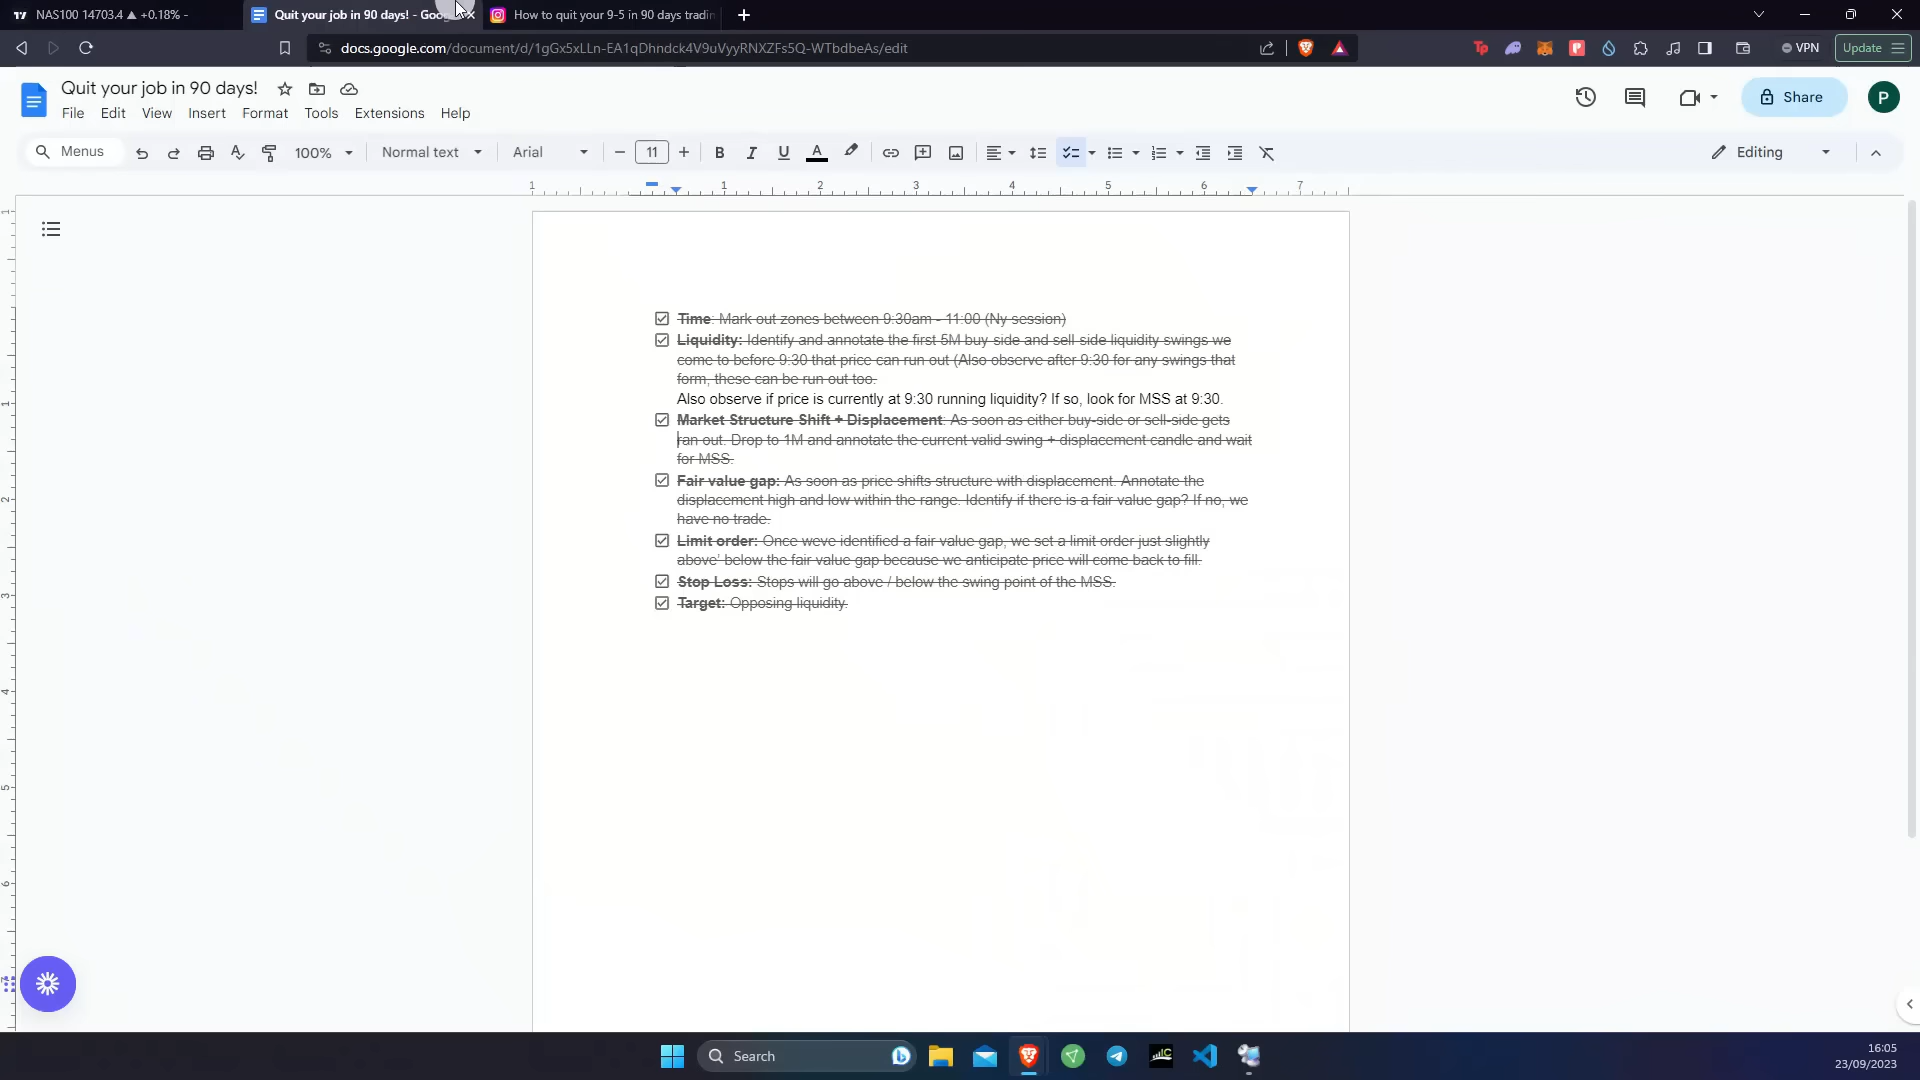 NAS100 14703.4 ▲ +0.18% -
Quit your job in 90 days! - Goo
How to quit your 9-5 in 90 days tradin
docs.google.com/document/d/1gGx5xLLn-EA1qDhndck4V9uVyyRNXZFs5Q-WTbdbeAs/edit
VPN
Update
Quit your job in 90 days!
File Edit View Insert Format Tools Extensions Help
Share
P
Menus
100%
Normal text
Arial
11
Editing
1 1 2 3 4 5 6 7
Time: Mark out zones between 9:30am - 11:00 (Ny session)
Liquidity: Identify and annotate the first 5M buy-side and sell-side liquidity swings we
come to before 9:30 that price can run out (Also observe after 9:30 for any swings that
form, these can be run out too.
Also observe if price is currently at 9:30 running liquidity? If so, look for MSS at 9:30.
Market Structure Shift + Displacement: As soon as either buy-side or sell-side gets
ran out. Drop to 1M and annotate the current valid swing + displacement candle and wait
for MSS.
Fair value gap: As soon as price shifts structure with displacement. Annotate the
displacement high and low within the range. Identify if there is a fair value gap? If no, we
have no trade.
Limit order: Once weve identified a fair value gap, we set a limit order just slightly
above' below the fair value gap because we anticipate price will come back to fill.
Stop Loss: Stops will go above / below the swing point of the MSS.
Target: Opposing liquidity.
Search
16:05
23/09/2023